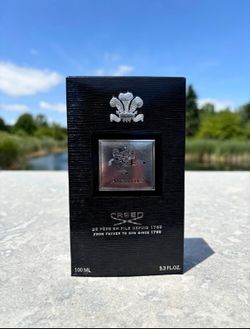 CREED
DE PÈRE EN FILS DEPUIS 1760
FROM FATHER TO SON SINCE 1760
100 ML
3.3 FL.OZ.